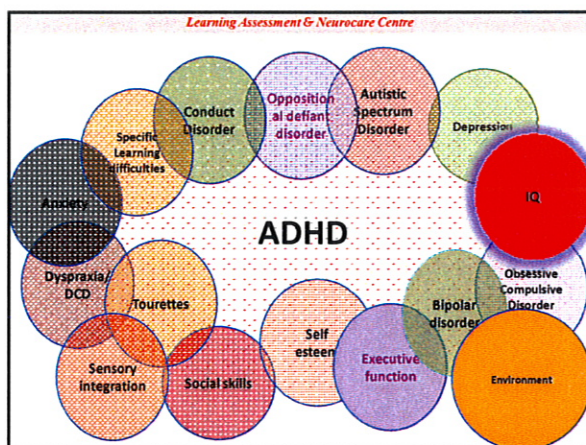 Learning Assessment & Neurocare Centre
Conduct
Disorder
Opposition
al defiant
disorder
Autistic
Spectrum
Disorder
Depression
Specific
Learning
difficulties
IQ
Anxiety
ADHD
Dyspraxia/
DCD
Tourettes
Obsessive
Compulsive
Disorder
Bipolar
disorder
Self
esteen
Sensory
integration
Social skills
Executive
function
Environment